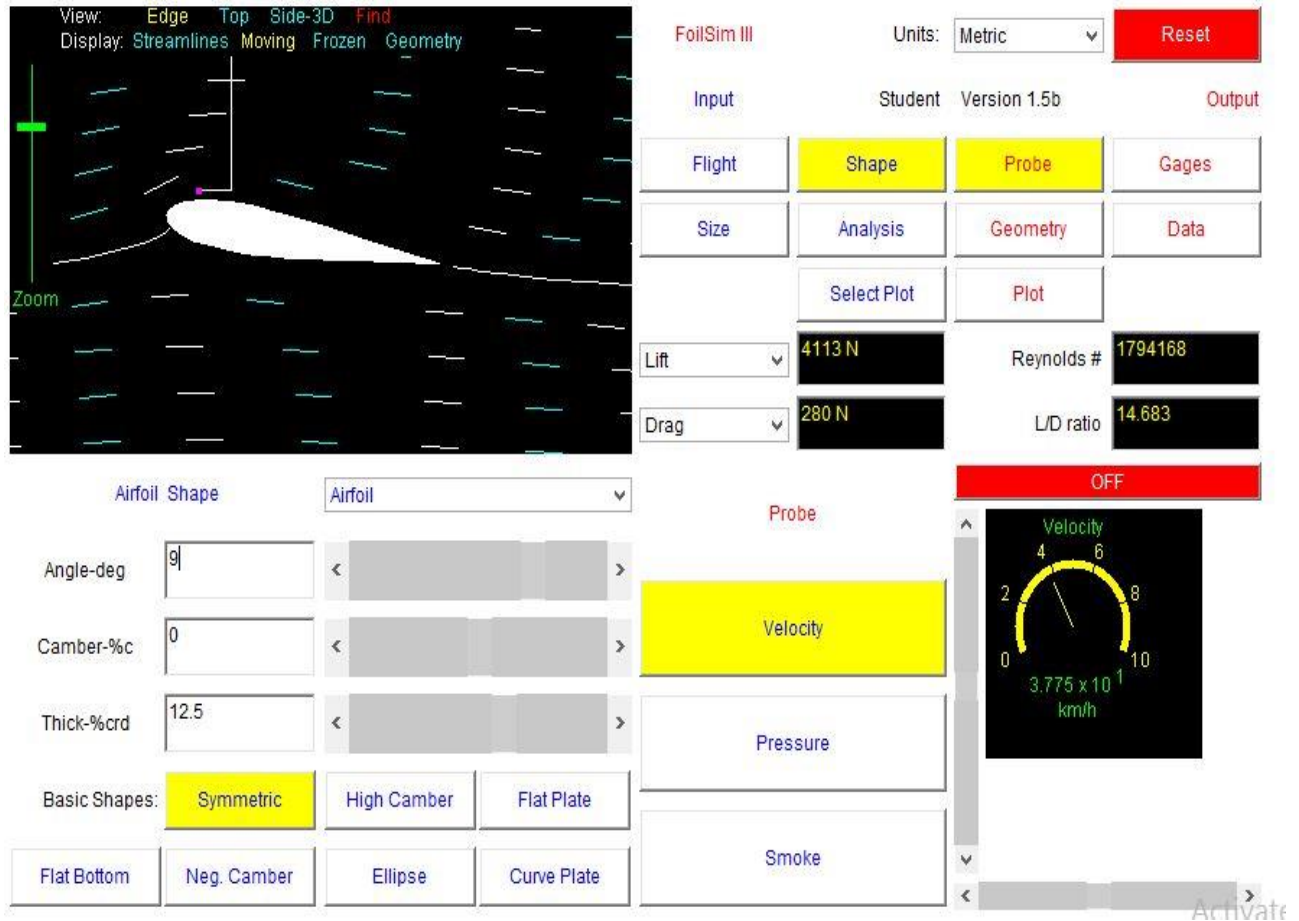 View: Edge Top Side-3D Find
Display: Streamlines Moving Frozen Geometry
Zoom
FoilSim III Units: Metric Reset
Input Student Version 1.5b Output
Flight Shape Probe Gages
Size Analysis Geometry Data
Select Plot Plot
Lift 4113 N Reynolds # 1794168
Drag 280 N L/D ratio 14.683
OFF
Airfoil Shape Airfoil
Angle-deg 9
Camber-%c 0
Thick-%crd 12.5
Basic Shapes: Symmetric High Camber Flat Plate
Flat Bottom Neg. Camber Ellipse Curve Plate
Probe
Velocity
Pressure
Smoke
Velocity
4 6
2 8
0 10
3.775 x 10 1
km/h
Activate